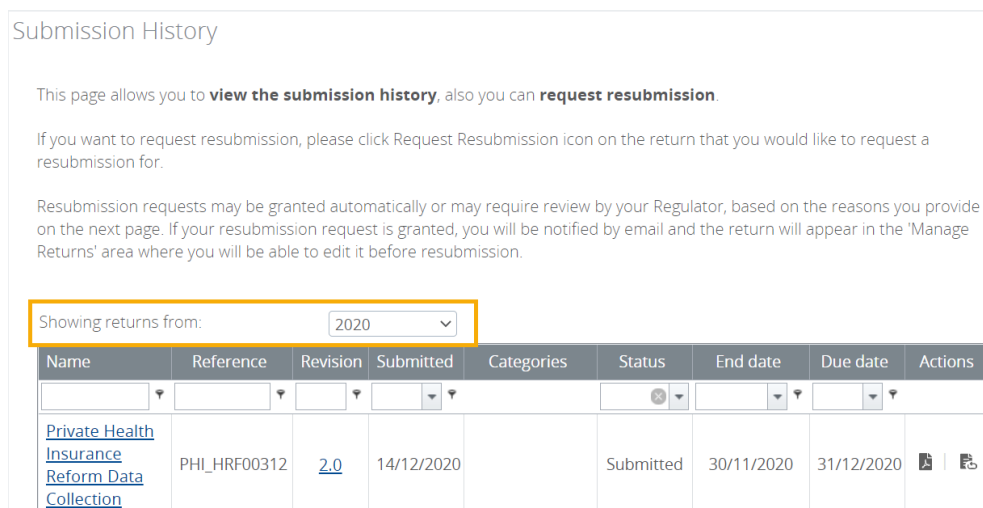 Submission History
This page allows you to view the submission history, also you can request resubmission.
If you want to request resubmission, please click Request Resubmission icon on the return that you would like to request a
resubmission for.
Resubmission requests may be granted automatically or may require review by your Regulator, based on the reasons you provide
on the next page. If your resubmission request is granted, you will be notified by email and the return will appear in the 'Manage
Returns' area where you will be able to edit it before resubmission.
Showing returns from: 2020
Name Reference Revision Submitted Categories Status End date Due date Actions
Private Health
Insurance
Reform Data
Collection
PHI_HRF00312 2.0 14/12/2020 Submitted 30/11/2020 31/12/2020